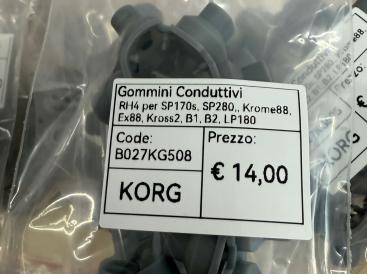 Gommini Conduttivi
RH4 per SP170s, SP280,, Krome88,
Ex88, Kross2, B1, B2, LP180
Code:
B027KG508
Prezzo:
€ 14,00
KORG